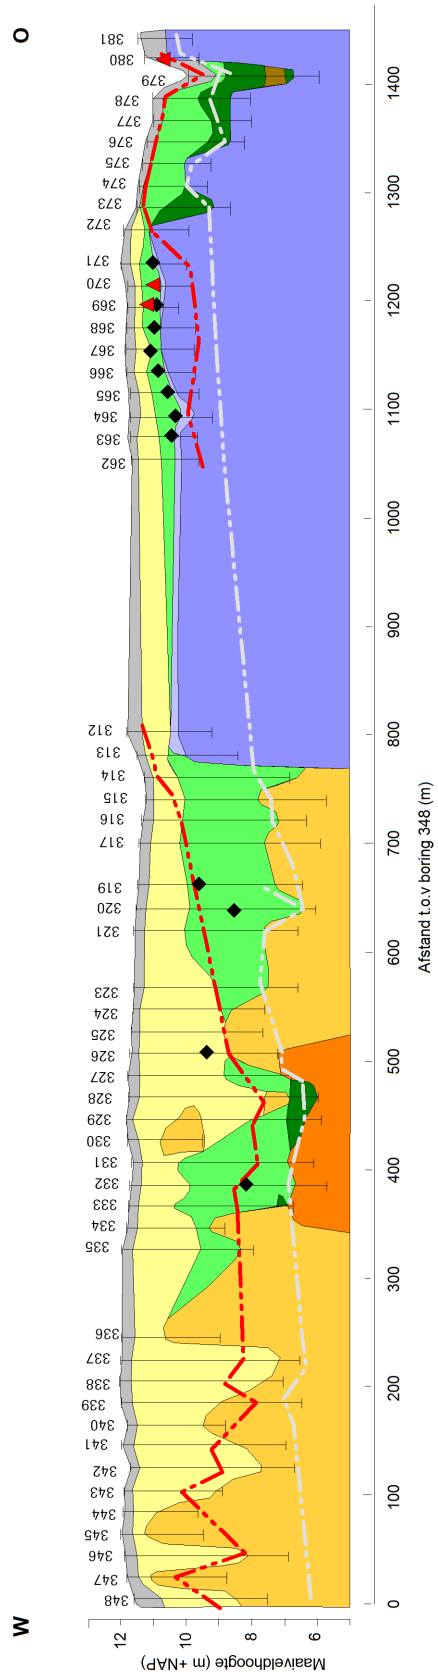 W
O
348 347 346 345 344 343 342 341 340 339 338 337 336 335 334 333 332 331 330 329 328 327 326 325 324 323 321 320 319 317 316 315 314 313 312 362 363 364 365 366 367 368 369 370 371 372 373 374 375 376 377 378 379 380 381
Maaiveldhoogte (m +NAP)
12
10
8
6
0 100 200 300 400 500 600 700 800 900 1000 1100 1200 1300 1400
Afstand t.o.v boring 348 (m)